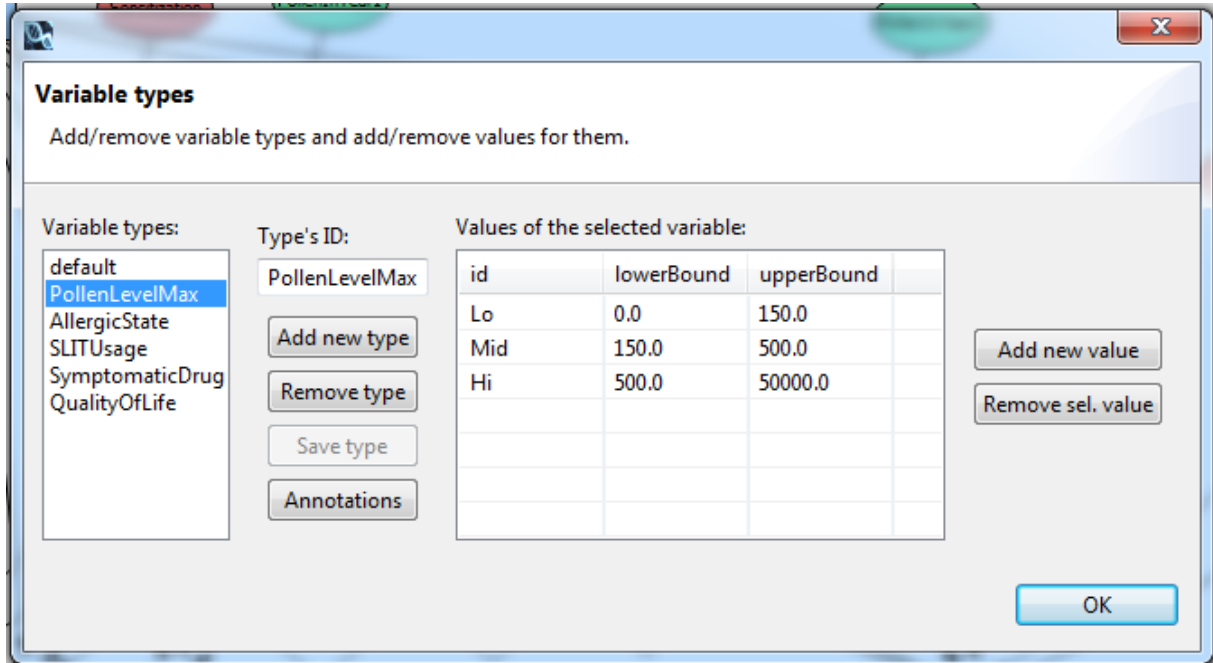 Sensitization
Variable types
Add/remove variable types and add/remove values for them.
Variable types:
default
PollenLevelMax
AllergicState
SLITUsage
SymptomaticDrug
QualityOfLife
Type's ID:
PollenLevelMax
Add new type
Remove type
Save type
Annotations
Values of the selected variable:
id lowerBound upperBound
Lo 0.0 150.0
Mid 150.0 500.0
Hi 500.0 50000.0
Add new value
Remove sel. value
OK